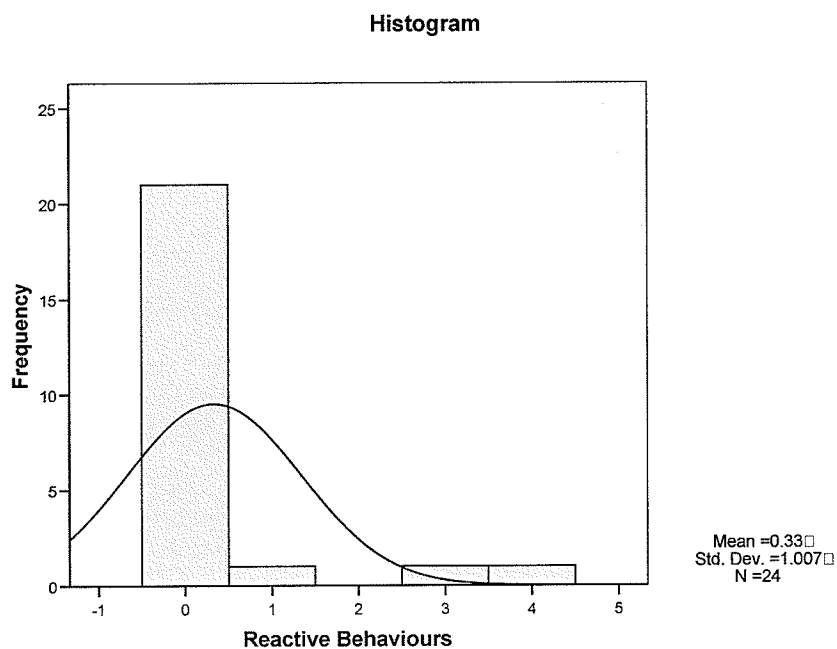 Histogram
25
20
15
10
5
0
Frequency
-1 0 1 2 3 4 5
Reactive Behaviours
Mean =0.33□
Std. Dev. =1.007□
N =24